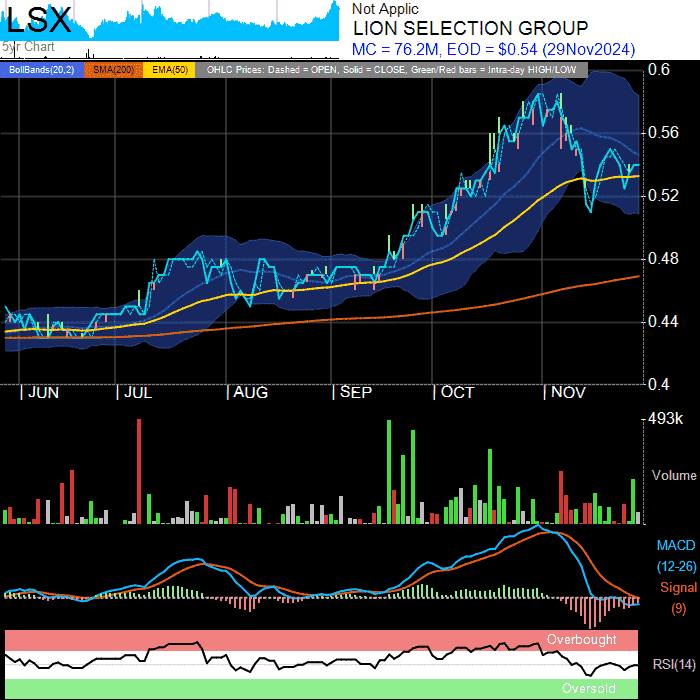 LSX
5yr Chart
Not Applic
LION SELECTION GROUP
MC = 76.2M, EOD = $0.54 (29Nov2024)
BollBands(20,2) SMA(200) EMA(50) OHLC Prices: Dashed = OPEN, Solid = CLOSE, Green/Red bars = Intra-day HIGH/LOW
0.6
0.56
0.52
0.48
0.44
0.4
JUN JUL AUG SEP OCT NOV
493k
Volume
MACD
(12-26)
Signal
(9)
Overbought
RSI(14)
Oversold